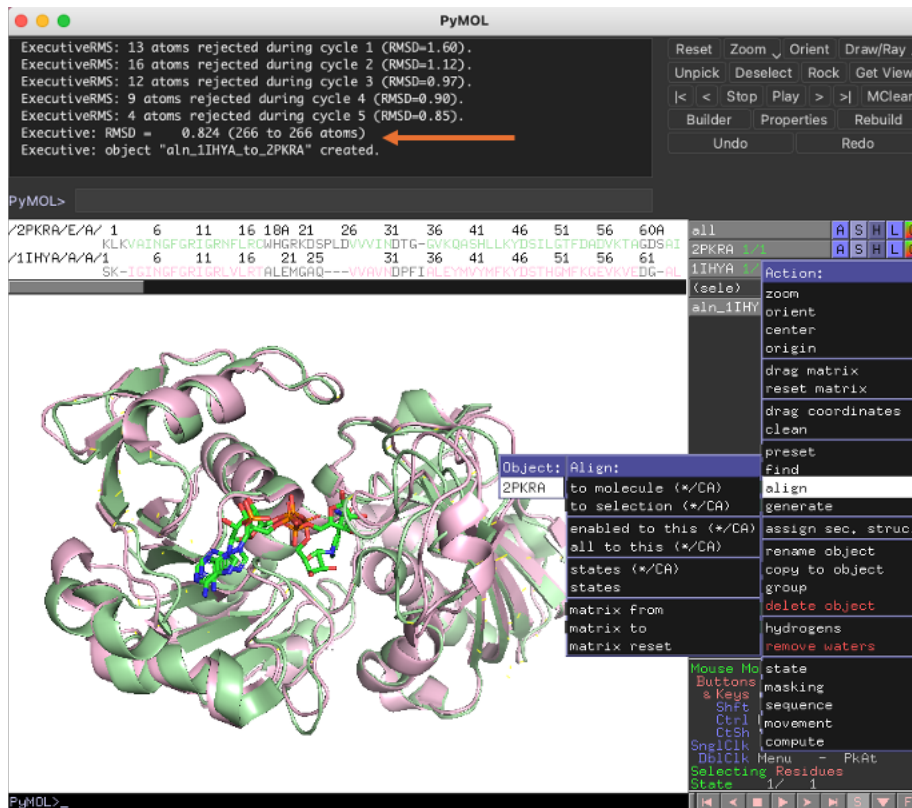 PyMOL
ExecutiveRMS: 13 atoms rejected during cycle 1 (RMSD=1.60).
ExecutiveRMS: 16 atoms rejected during cycle 2 (RMSD=1.12).
ExecutiveRMS: 12 atoms rejected during cycle 3 (RMSD=0.97).
ExecutiveRMS: 9 atoms rejected during cycle 4 (RMSD=0.90).
ExecutiveRMS: 4 atoms rejected during cycle 5 (RMSD=0.85).
Executive: RMSD = 0.824 (266 to 266 atoms)
Executive: object "aln_1IHYA_to_2PKRA" created.
Reset Zoom Orient Draw/Ray
Unpick Deselect Rock Get View
|< < Stop Play > >| MClear
Builder Properties Rebuild
Undo Redo
PyMOL>
/2PKRA/E/A/ 1 6 11 16 18A 21 26 31 36 41 46 51 56 60A
KLKVAINGFGRIGRNFLRCWHGRKDSPLDVVVINDTG-GVKQASHLLKYDSILGTFDADVKTAGDSAI
/1IHYA/A/A/1 6 11 16 21 25 31 36 41 46 51 56 61
SK-IGINGFGRIGRLVLRTALEMGAQ---VVAVNDPFIALEYMVYMFKYDSTHGMFKGEVKVEDG-AL
all A S H L
2PKRA 1/1 A S H L
1IHYA 1/
(sele)
aln_1IHY
Action:
zoom
orient
center
origin
drag matrix
reset matrix
drag coordinates
clean
preset
find
align
generate
assign sec. struc
rename object
copy to object
group
delete object
hydrogens
remove waters
state
masking
sequence
movement
compute
Object: Align:
2PKRA to molecule (*/CA)
to selection (*/CA)
enabled to this (*/CA)
all to this (*/CA)
states (*/CA)
states
matrix from
matrix to
matrix reset
Mouse Mo
Buttons
& Keys
Shft
Ctrl
CtSh
SnglClk
DblClk Menu - PkAt
Selecting Residues
State 1/ 1
PyMOL>_
S